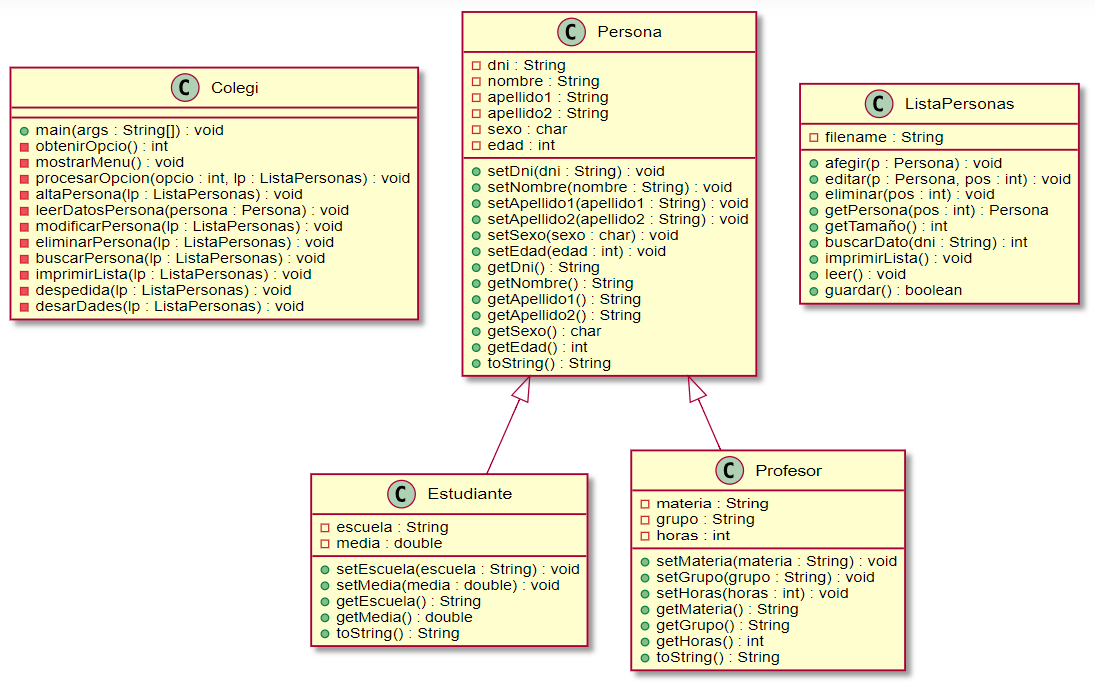 C Colegi
main(args : String[]) : void
obtenirOpcio() : int
mostrarMenu() : void
procesarOpcion(opcio : int, lp : ListaPersonas) : void
altaPersona(lp : ListaPersonas) : void
leerDatosPersona(persona : Persona) : void
modificarPersona(lp : ListaPersonas) : void
eliminarPersona(lp : ListaPersonas) : void
buscarPersona(lp : ListaPersonas) : void
imprimirLista(lp : ListaPersonas) : void
despedida(lp : ListaPersonas) : void
desarDades(lp : ListaPersonas) : void
C Persona
dni : String
nombre : String
apellido1 : String
apellido2 : String
sexo : char
edad : int
setDni(dni : String) : void
setNombre(nombre : String) : void
setApellido1(apellido1 : String) : void
setApellido2(apellido2 : String) : void
setSexo(sexo : char) : void
setEdad(edad : int) : void
getDni() : String
getNombre() : String
getApellido1() : String
getApellido2() : String
getSexo() : char
getEdad() : int
toString() : String
C ListaPersonas
filename : String
afegir(p : Persona) : void
editar(p : Persona, pos : int) : void
eliminar(pos : int) : void
getPersona(pos : int) : Persona
getTamaño() : int
buscarDato(dni : String) : int
imprimirLista() : void
leer() : void
guardar() : boolean
C Estudiante
escuela : String
media : double
setEscuela(escuela : String) : void
setMedia(media : double) : void
getEscuela() : String
getMedia() : double
toString() : String
C Profesor
materia : String
grupo : String
horas : int
setMateria(materia : String) : void
setGrupo(grupo : String) : void
setHoras(horas : int) : void
getMateria() : String
getGrupo() : String
getHoras() : int
toString() : String